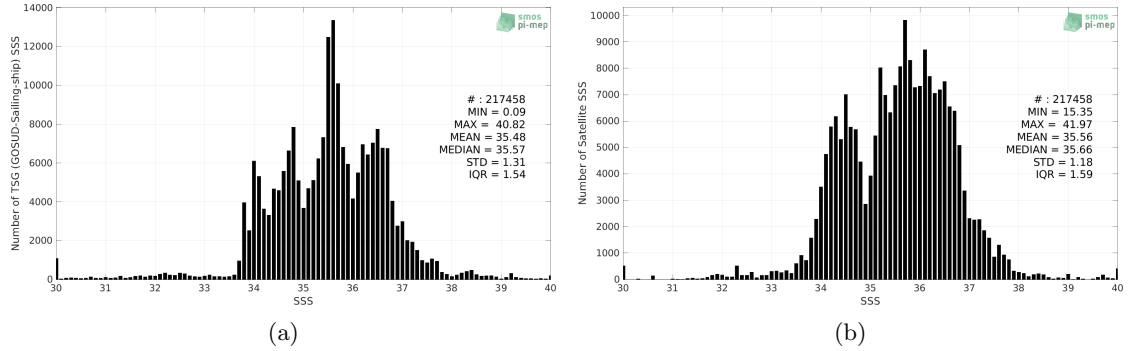 14000
12000
10000
8000
6000
4000
2000
0
Number of TSG (GOSUD-Sailing-ship) SSS
smos
pi-mep
# : 217458
MIN = 0.09
MAX = 40.82
MEAN = 35.48
MEDIAN = 35.57
STD = 1.31
IQR = 1.54
30 31 32 33 34 35 36 37 38 39 40
SSS
(a)
10000
9000
8000
7000
6000
5000
4000
3000
2000
1000
0
Number of Satellite SSS
smos
pi-mep
# : 217458
MIN = 15.35
MAX = 41.97
MEAN = 35.56
MEDIAN = 35.66
STD = 1.18
IQR = 1.59
30 31 32 33 34 35 36 37 38 39 40
SSS
(b)